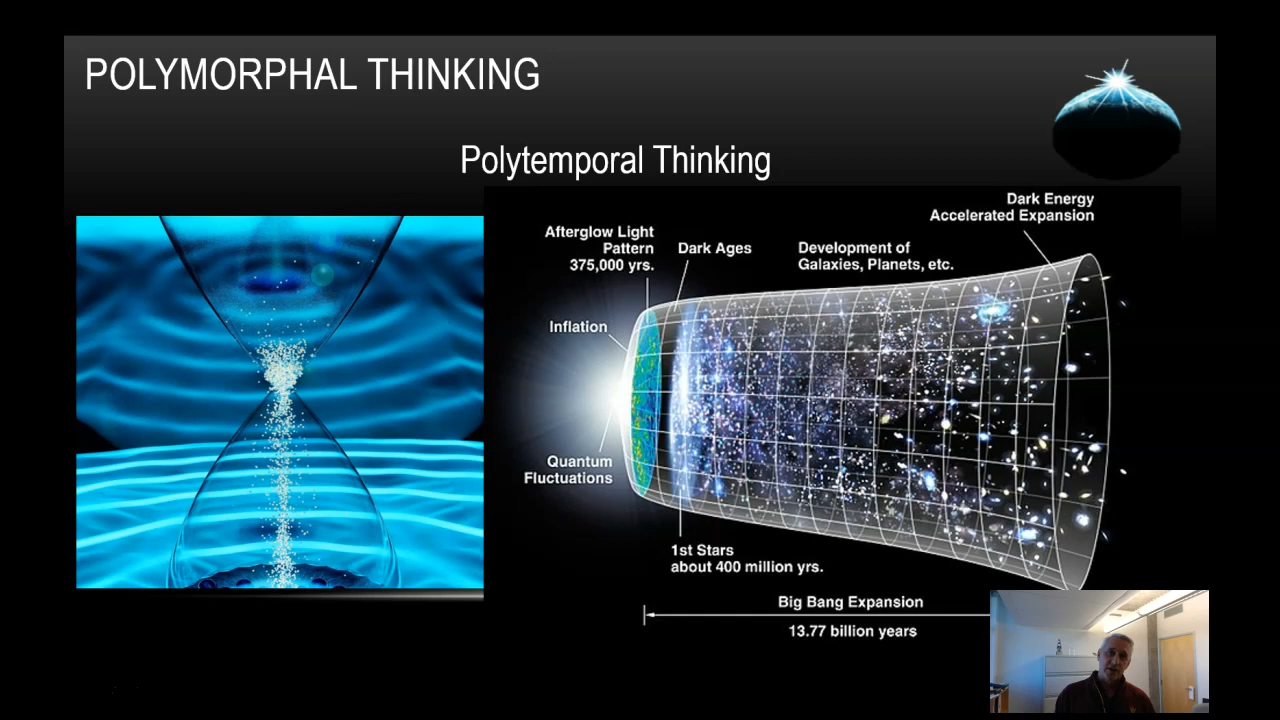 POLYMORPHAL THINKING
Polytemporal Thinking
Dark Energy
Accelerated Expansion
Afterglow Light
Pattern
375,000 yrs.
Dark Ages
Development of
Galaxies, Planets, etc.
Inflation
Quantum
Fluctuations
1st Stars
about 400 million yrs.
Big Bang Expansion
13.77 billion years